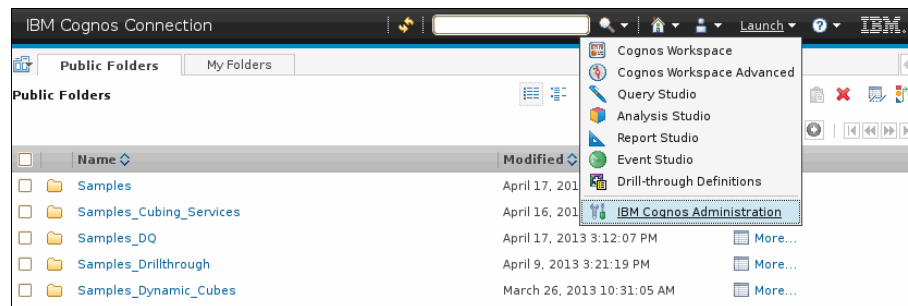 IBM Cognos Connection
Launch
IBM.
Public Folders
My Folders
Public Folders
Cognos Workspace
Cognos Workspace Advanced
Query Studio
Analysis Studio
Report Studio
Event Studio
Drill-through Definitions
IBM Cognos Administration
Name
Modified
Samples
April 17, 201
Samples_Cubing_Services
April 16, 201
Samples_DQ
April 17, 2013 3:12:07 PM
More...
Samples_Drillthrough
April 9, 2013 3:21:19 PM
More...
Samples_Dynamic_Cubes
March 26, 2013 10:31:05 AM
More...